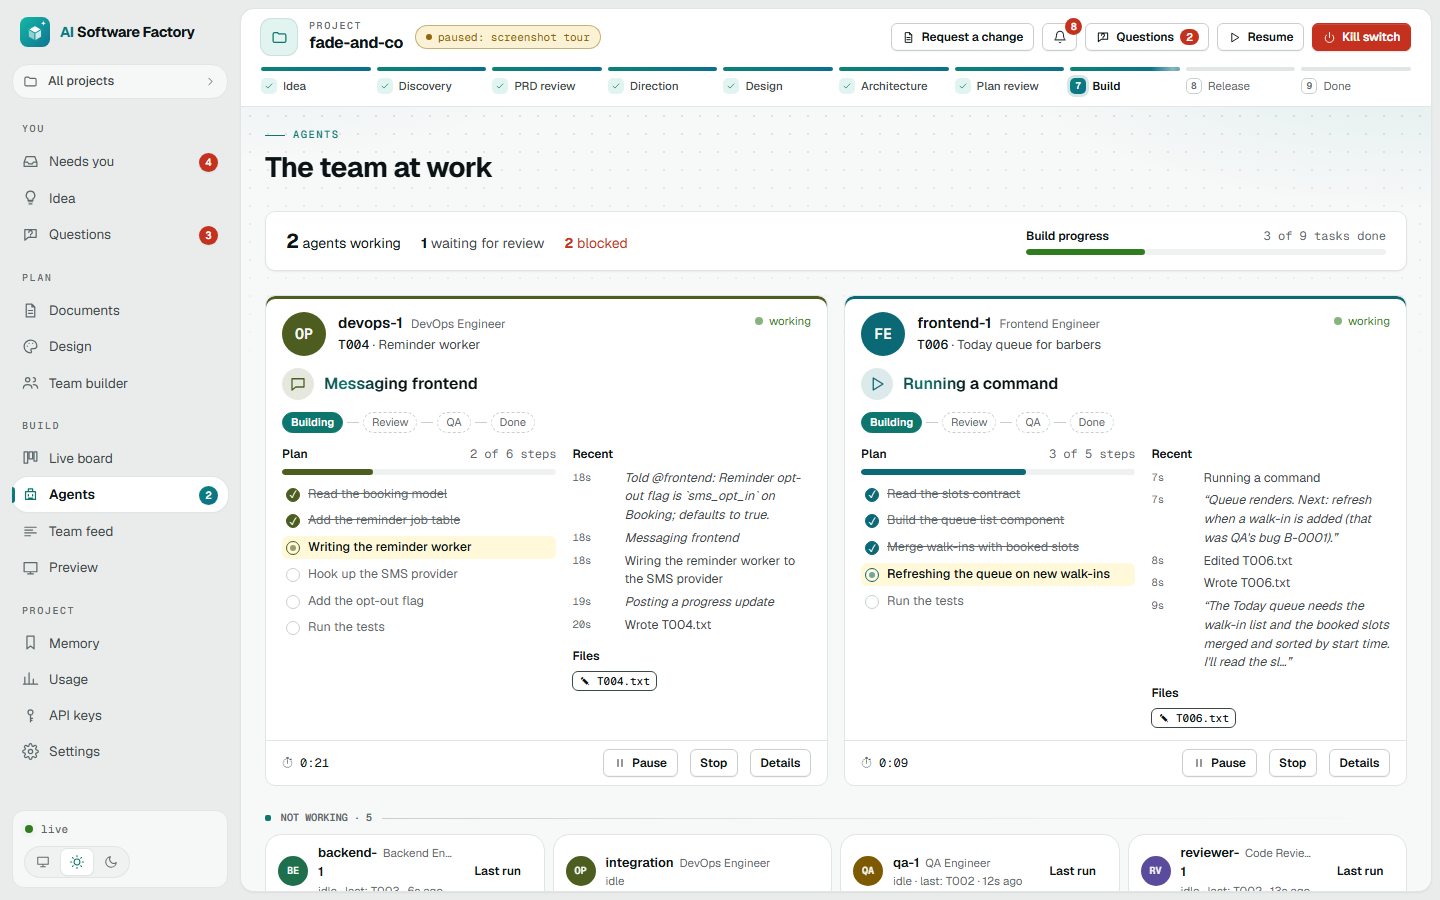 AI Software Factory
All projects
YOU
Needs you 4
Idea
Questions 3
PLAN
Documents
Design
Team builder
BUILD
Live board
Agents 2
Team feed
Preview
PROJECT
Memory
Usage
API keys
Settings
live
PROJECT
fade-and-co
paused: screenshot tour
Request a change
8
Questions 2
Resume
Kill switch
Idea
Discovery
PRD review
Direction
Design
Architecture
Plan review
7 Build
8 Release
9 Done
AGENTS
The team at work
2 agents working
1 waiting for review
2 blocked
Build progress
3 of 9 tasks done
OP
devops-1 DevOps Engineer
working
T004 · Reminder worker
Messaging frontend
Building
Review
QA
Done
Plan
2 of 6 steps
Read the booking model
Add the reminder job table
Writing the reminder worker
Hook up the SMS provider
Add the opt-out flag
Run the tests
Recent
18s Told @frontend: Reminder opt-
out flag is `sms_opt_in` on
Booking; defaults to true.
18s Messaging frontend
18s Wiring the reminder worker to
the SMS provider
19s Posting a progress update
20s Wrote T004.txt
Files
T004.txt
0:21
Pause
Stop
Details
FE
frontend-1 Frontend Engineer
working
T006 · Today queue for barbers
Running a command
Building
Review
QA
Done
Plan
3 of 5 steps
Read the slots contract
Build the queue list component
Merge walk-ins with booked slots
Refreshing the queue on new walk-ins
Run the tests
Recent
7s Running a command
7s “Queue renders. Next: refresh
when a walk-in is added (that
was QA's bug B-0001).”
8s Edited T006.txt
8s Wrote T006.txt
9s “The Today queue needs the
walk-in list and the booked slots
merged and sorted by start time.
I'll read the sl…”
Files
T006.txt
0:09
Pause
Stop
Details
NOT WORKING · 5
BE
backend-1 Backend En…
idle · last: T003 · 6s ago
Last run
OP
integration DevOps Engineer
idle
QA
qa-1 QA Engineer
idle · last: T002 · 12s ago
Last run
RV
reviewer-1 Code Revie…
idle · last: T002 · 13s ago
Last run